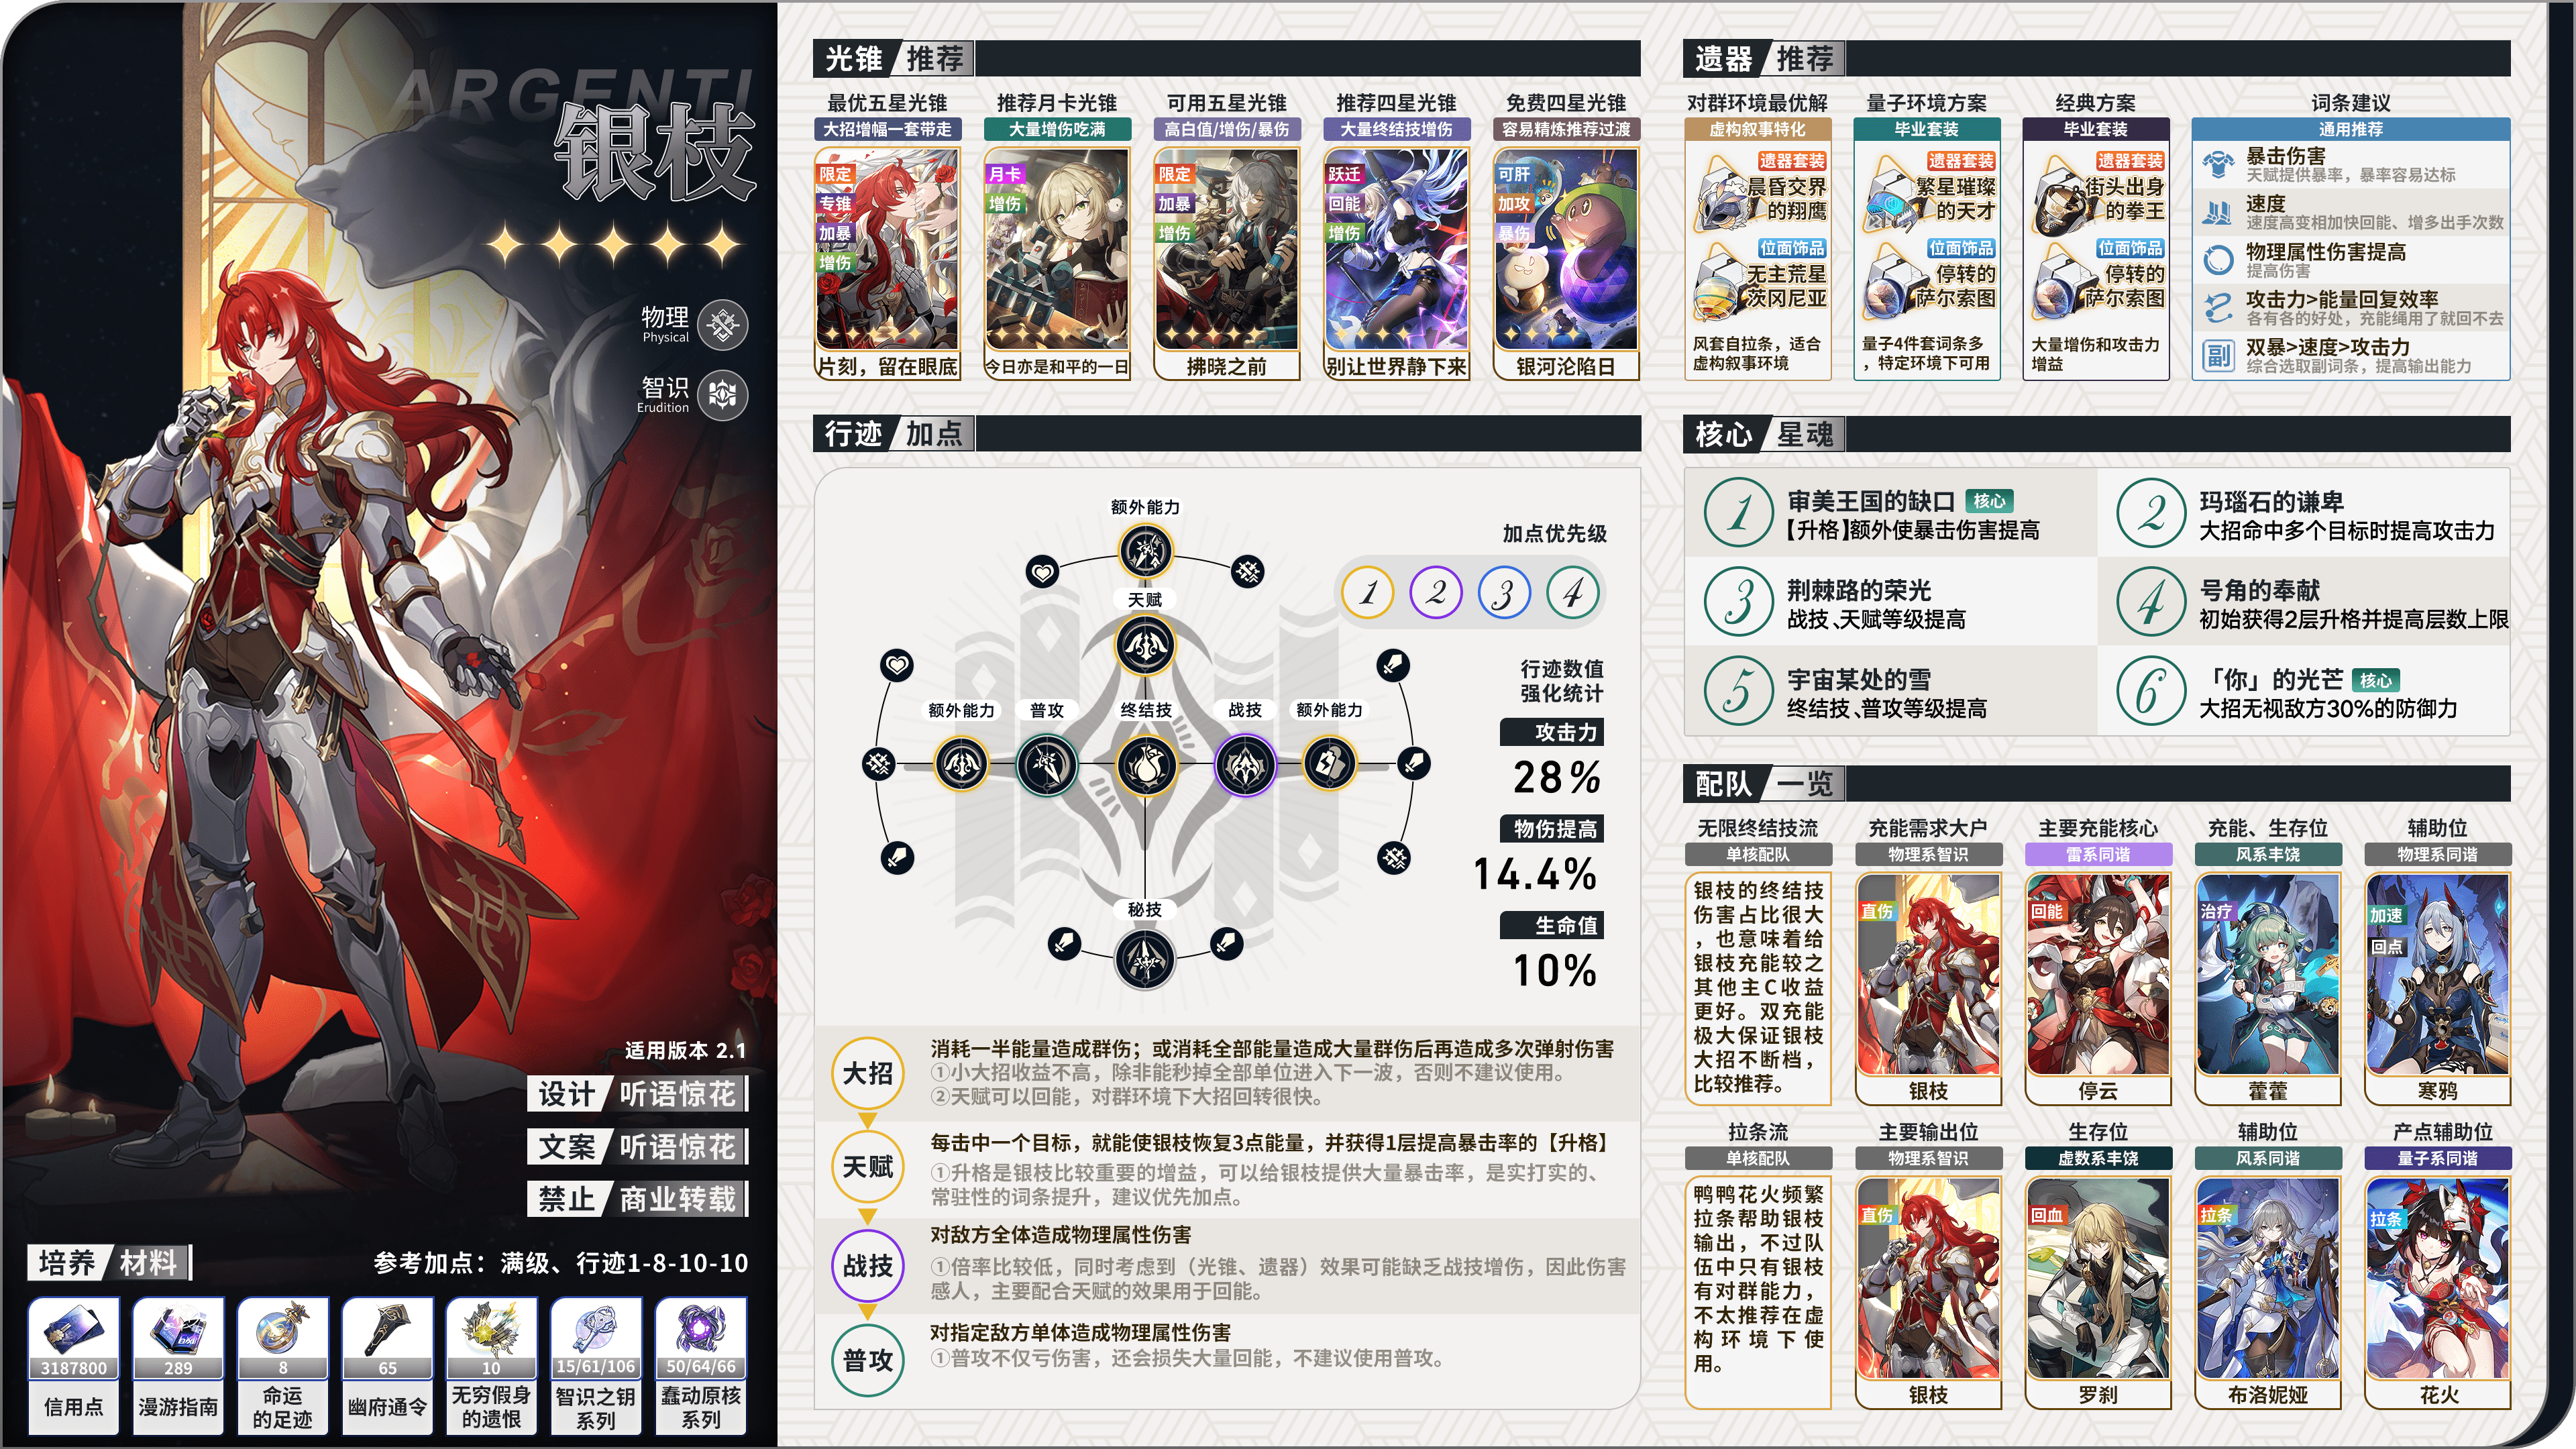 ARGENTI
银枝
物理
Physical
智识
Erudition
适用版本 2.1
设计 听语惊花
文案 听语惊花
禁止 商业转载
培养 材料
参考加点：满级、行迹1-8-10-10
3187800
信用点
289
漫游指南
8
命运
的足迹
65
幽府通令
10
无穷假身
的遗恨
15/61/106
智识之钥
系列
50/64/66
蠢动原核
系列
光锥 推荐
最优五星光锥
大招增幅一套带走
限定
专锥
加暴
增伤
片刻，留在眼底
推荐月卡光锥
大量增伤吃满
月卡
增伤
今日亦是和平的一日
可用五星光锥
高白值/增伤/暴伤
限定
加暴
增伤
拂晓之前
推荐四星光锥
大量终结技增伤
跃迁
回能
增伤
别让世界静下来
免费四星光锥
容易精炼推荐过渡
可肝
加攻
暴伤
银河沦陷日
行迹 加点
额外能力
天赋
额外能力
普攻
终结技
战技
额外能力
秘技
加点优先级
1 2 3 4
行迹数值
强化统计
攻击力
28%
物伤提高
14.4%
生命值
10%
大招
消耗一半能量造成群伤；或消耗全部能量造成大量群伤后再造成多次弹射伤害
①小大招收益不高，除非能秒掉全部单位进入下一波，否则不建议使用。
②天赋可以回能，对群环境下大招回转很快。
天赋
每击中一个目标，就能使银枝恢复3点能量，并获得1层提高暴击率的【升格】
①升格是银枝比较重要的增益，可以给银枝提供大量暴击率，是实打实的、
常驻性的词条提升，建议优先加点。
战技
对敌方全体造成物理属性伤害
①倍率比较低，同时考虑到（光锥、遗器）效果可能缺乏战技增伤，因此伤害
感人，主要配合天赋的效果用于回能。
普攻
对指定敌方单体造成物理属性伤害
①普攻不仅亏伤害，还会损失大量回能，不建议使用普攻。
遗器 推荐
对群环境最优解
虚构叙事特化
遗器套装
晨昏交界
的翔鹰
位面饰品
无主荒星
茨冈尼亚
风套自拉条，适合
虚构叙事环境
量子环境方案
毕业套装
遗器套装
繁星璀璨
的天才
位面饰品
停转的
萨尔索图
量子4件套词条多
，特定环境下可用
经典方案
毕业套装
遗器套装
街头出身
的拳王
位面饰品
停转的
萨尔索图
大量增伤和攻击力
增益
词条建议
通用推荐
暴击伤害
天赋提供暴率，暴率容易达标
速度
速度高变相加快回能、增多出手次数
物理属性伤害提高
提高伤害
攻击力>能量回复效率
各有各的好处，充能绳用了就回不去
副
双暴>速度>攻击力
综合选取副词条，提高输出能力
核心 星魂
1
审美王国的缺口 核心
【升格】额外使暴击伤害提高
2
玛瑙石的谦卑
大招命中多个目标时提高攻击力
3
荆棘路的荣光
战技、天赋等级提高
4
号角的奉献
初始获得2层升格并提高层数上限
5
宇宙某处的雪
终结技、普攻等级提高
6
「你」的光芒 核心
大招无视敌方30%的防御力
配队 一览
无限终结技流
单核配队
银枝的终结技
伤害占比很大
，也意味着给
银枝充能较之
其他主C收益
更好。双充能
极大保证银枝
大招不断档，
比较推荐。
充能需求大户
物理系智识
直伤
银枝
主要充能核心
雷系同谐
回能
停云
充能、生存位
风系丰饶
治疗
藿藿
辅助位
物理系同谐
加速
回点
寒鸦
拉条流
单核配队
鸭鸭花火频繁
拉条帮助银枝
输出，不过队
伍中只有银枝
有对群能力，
不太推荐在虚
构环境下使
用。
主要输出位
物理系智识
直伤
银枝
生存位
虚数系丰饶
回血
罗刹
辅助位
风系同谐
拉条
布洛妮娅
产点辅助位
量子系同谐
拉条
花火